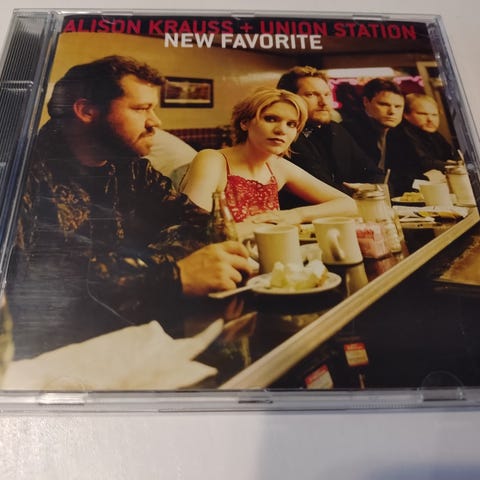 ALISON KRAUSS + UNION STATION
NEW FAVORITE